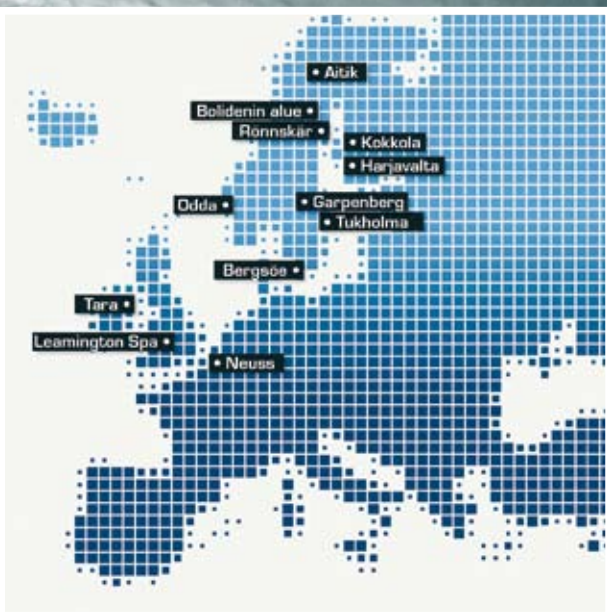 Aitik
Bolidenin alue
Rönnskär
Kokkola
Harjavalta
Odda
Garpenberg
Tukholma
Bergsöe
Tara
Leamington Spa
Neuss